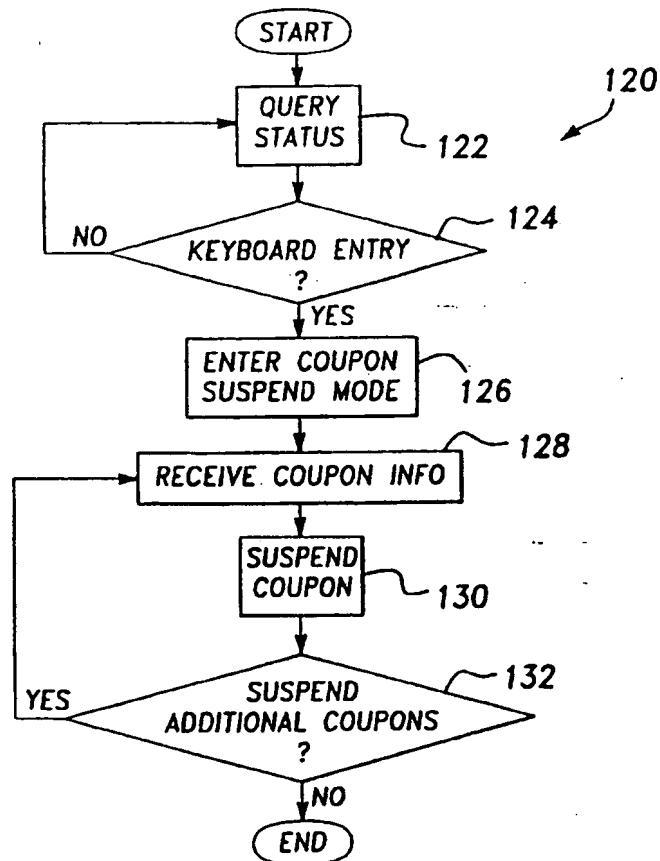 START
120
QUERY
STATUS
122
124
NO
KEYBOARD ENTRY
?
YES
ENTER COUPON
SUSPEND MODE
126
128
RECEIVE COUPON INFO
SUSPEND
COUPON
130
132
YES
SUSPEND
ADDITIONAL COUPONS
?
NO
END